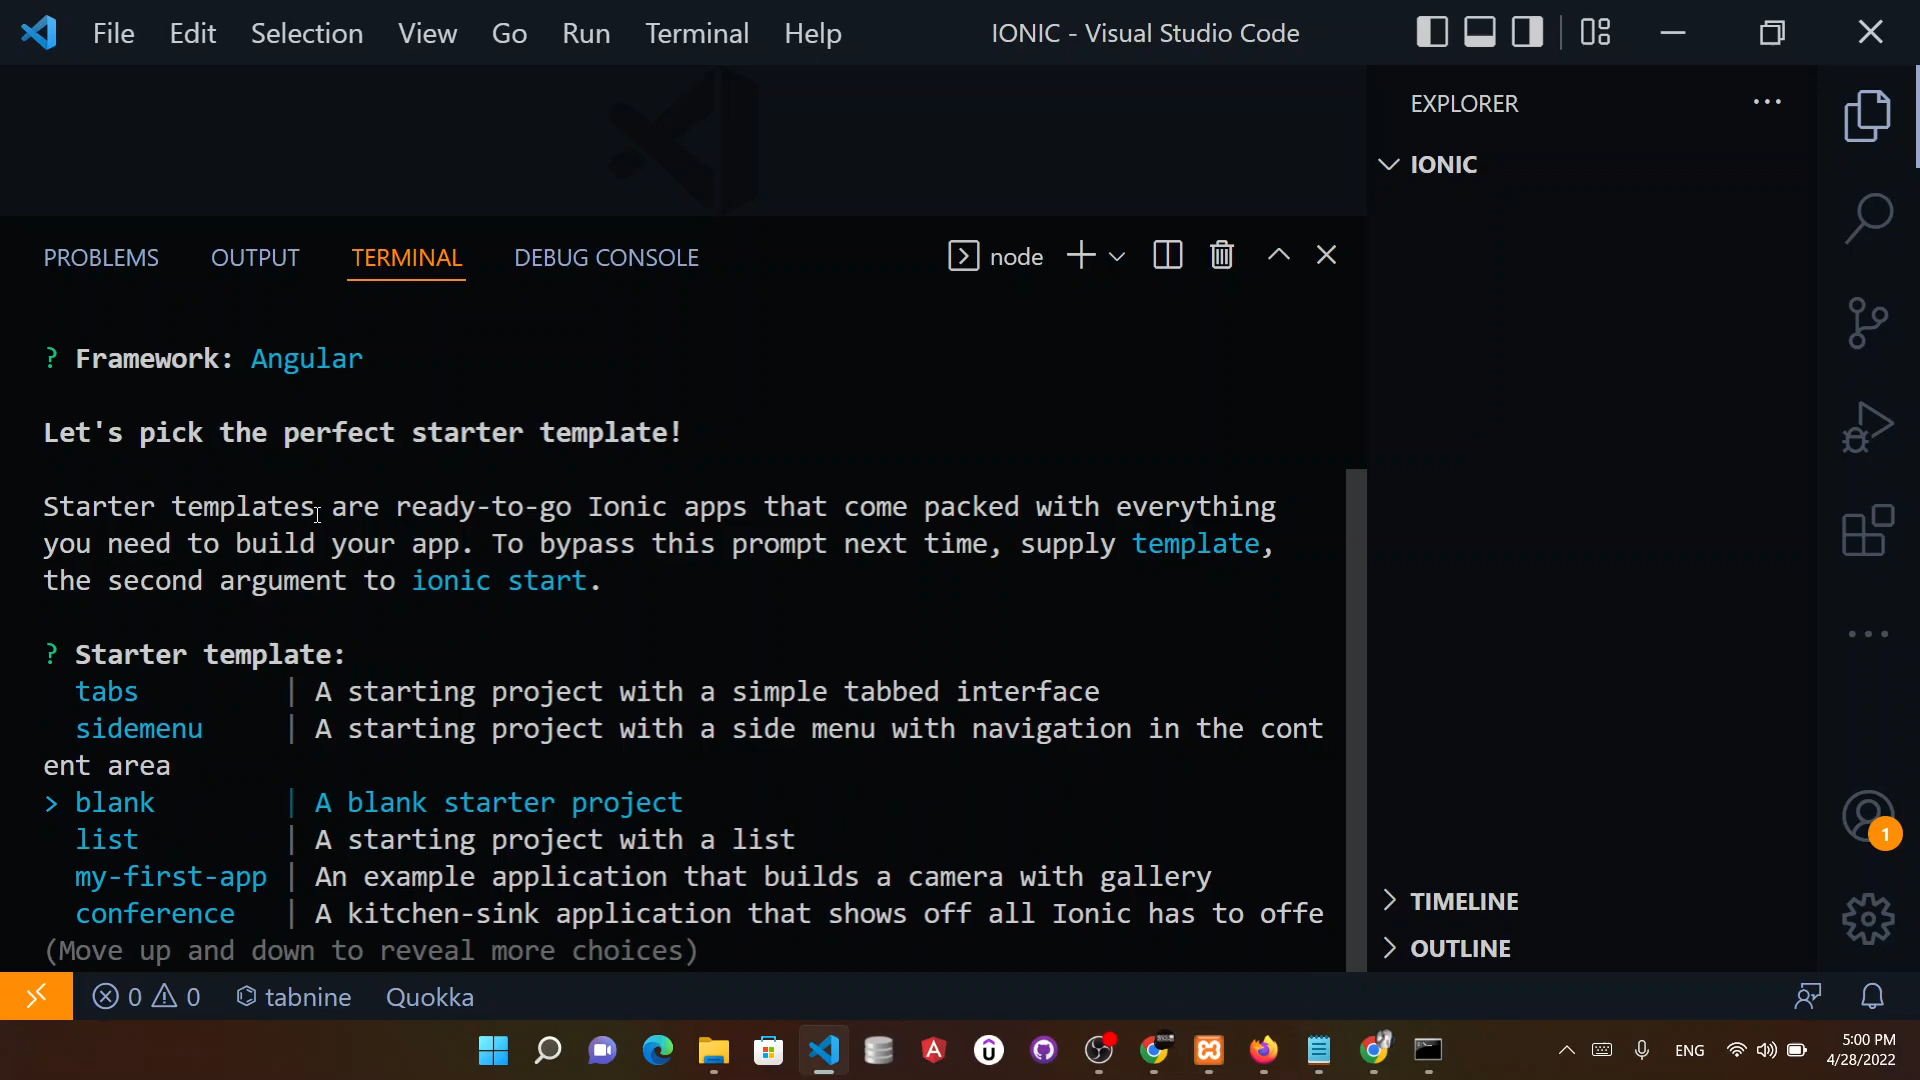 File Edit Selection View Go Run Terminal Help IONIC - Visual Studio Code
EXPLORER
IONIC
PROBLEMS OUTPUT TERMINAL DEBUG CONSOLE node
? Framework: Angular
Let's pick the perfect starter template!
Starter templates are ready-to-go Ionic apps that come packed with everything
you need to build your app. To bypass this prompt next time, supply template,
the second argument to ionic start.
? Starter template:
tabs | A starting project with a simple tabbed interface
sidemenu | A starting project with a side menu with navigation in the cont
ent area
> blank | A blank starter project
list | A starting project with a list
my-first-app | An example application that builds a camera with gallery
conference | A kitchen-sink application that shows off all Ionic has to offe
(Move up and down to reveal more choices)
TIMELINE
OUTLINE
1
0 0 tabnine Quokka
ENG
5:00 PM
4/28/2022